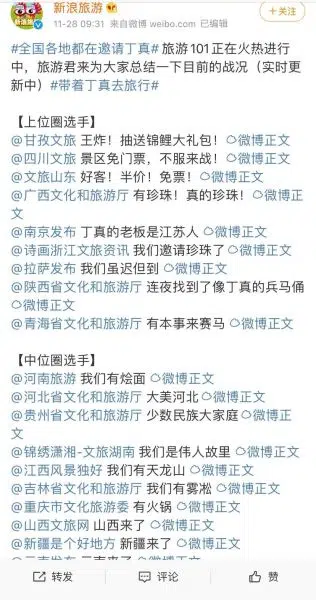 新浪旅游
11-28 09:31 来自微博 weibo.com
+关注
#全国各地都在邀请丁真# 旅游101正在火热进行
中，旅游君来为大家总结一下目前的战况（实时更
新中）#带着丁真去旅行#
【上位圈选手】
@甘孜文旅 王炸！抽送锦鲤大礼包！微博正文
@四川文旅 景区免门票，不服来战！微博正文
@文旅山东 好客！半价！免票！微博正文
@广西文化和旅游厅 有珍珠！真的珍珠！微博正
文
@南京发布 丁真的老板是江苏人 微博正文
@诗画浙江文旅资讯 我们邀请珍珠了 微博正文
@拉萨发布 我们虽迟但到 微博正文
@陕西省文化和旅游厅 连夜找到了像丁真的兵马俑
微博正文
@青海省文化和旅游厅 有本事来赛马 微博正文
【中位圈选手】
@河南旅游 我们有烩面 微博正文
@河北省文化和旅游厅 大美河北 微博正文
@贵州省文化和旅游厅 少数民族大家庭 微博正
文
@锦绣潇湘-文旅湖南 我们是伟人故里 微博正文
@江西风景独好 我们有天龙山 微博正文
@吉林省文化和旅游厅 我们有雾凇 微博正文
@重庆市文化旅游委 有火锅 微博正文
@山西文旅网 山西来了 微博正文
@新疆是个好地方 新疆来了 微博正文
转发
评论
赞